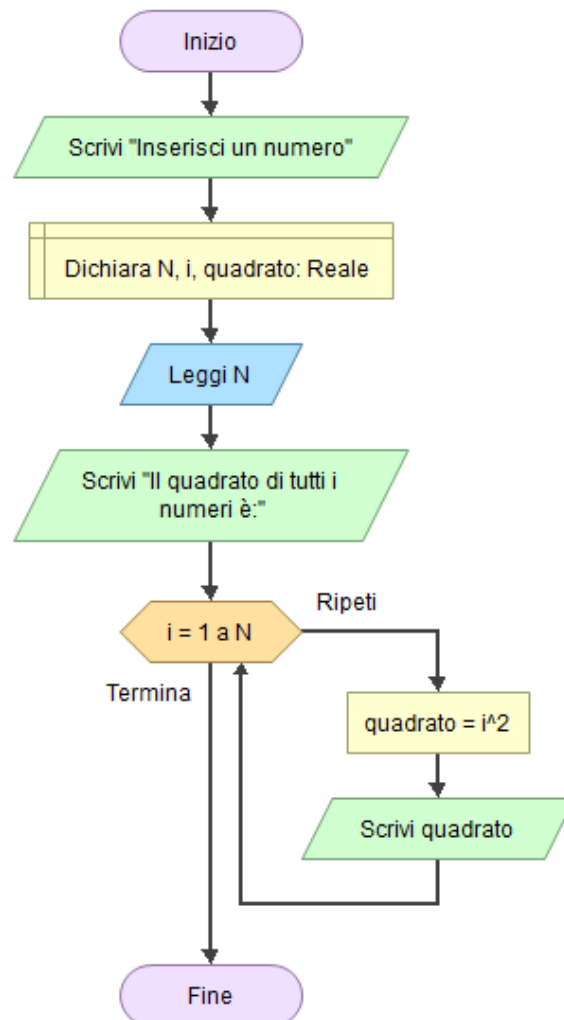 Inizio
Scrivi "Inserisci un numero"
Dichiara N, i, quadrato: Reale
Leggi N
Scrivi "Il quadrato di tutti i
numeri è:"
i = 1 a N
Ripeti
Termina
quadrato = i^2
Scrivi quadrato
Fine